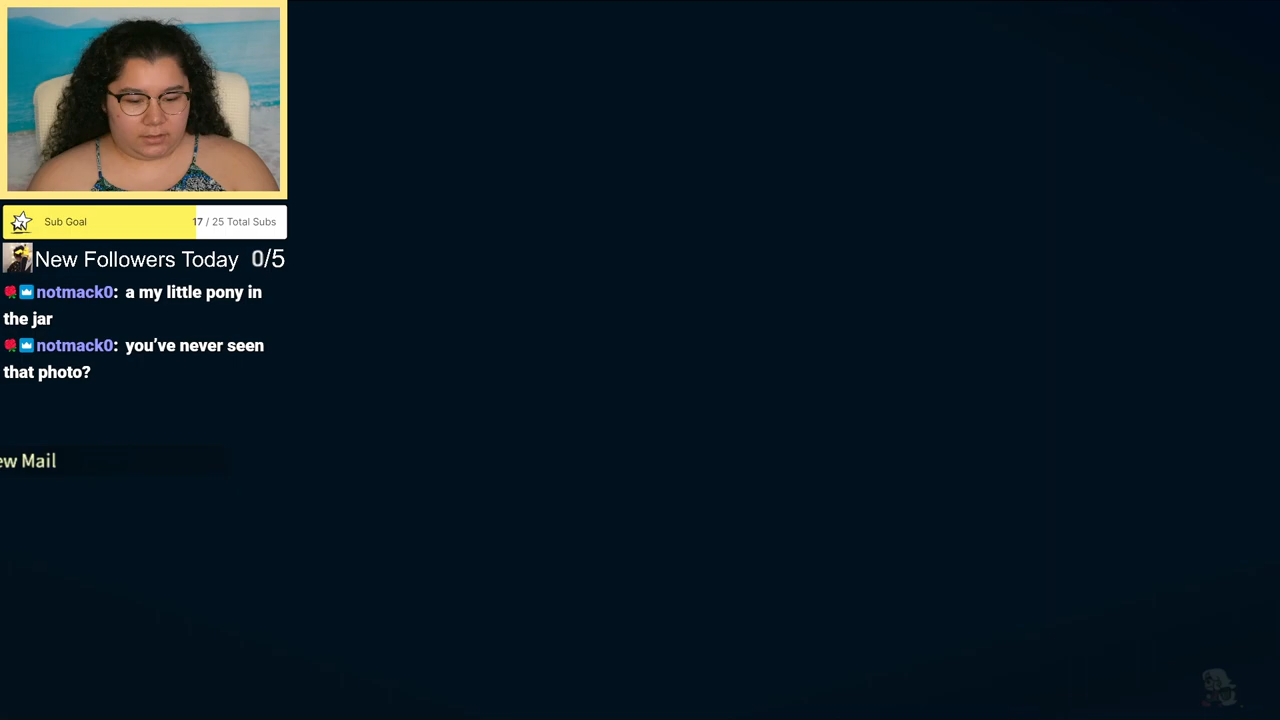 Sub Goal 17 / 25 Total Subs
New Followers Today 0/5
notmack0: a my little pony in
the jar
notmack0: you’ve never seen
that photo?
ew Mail